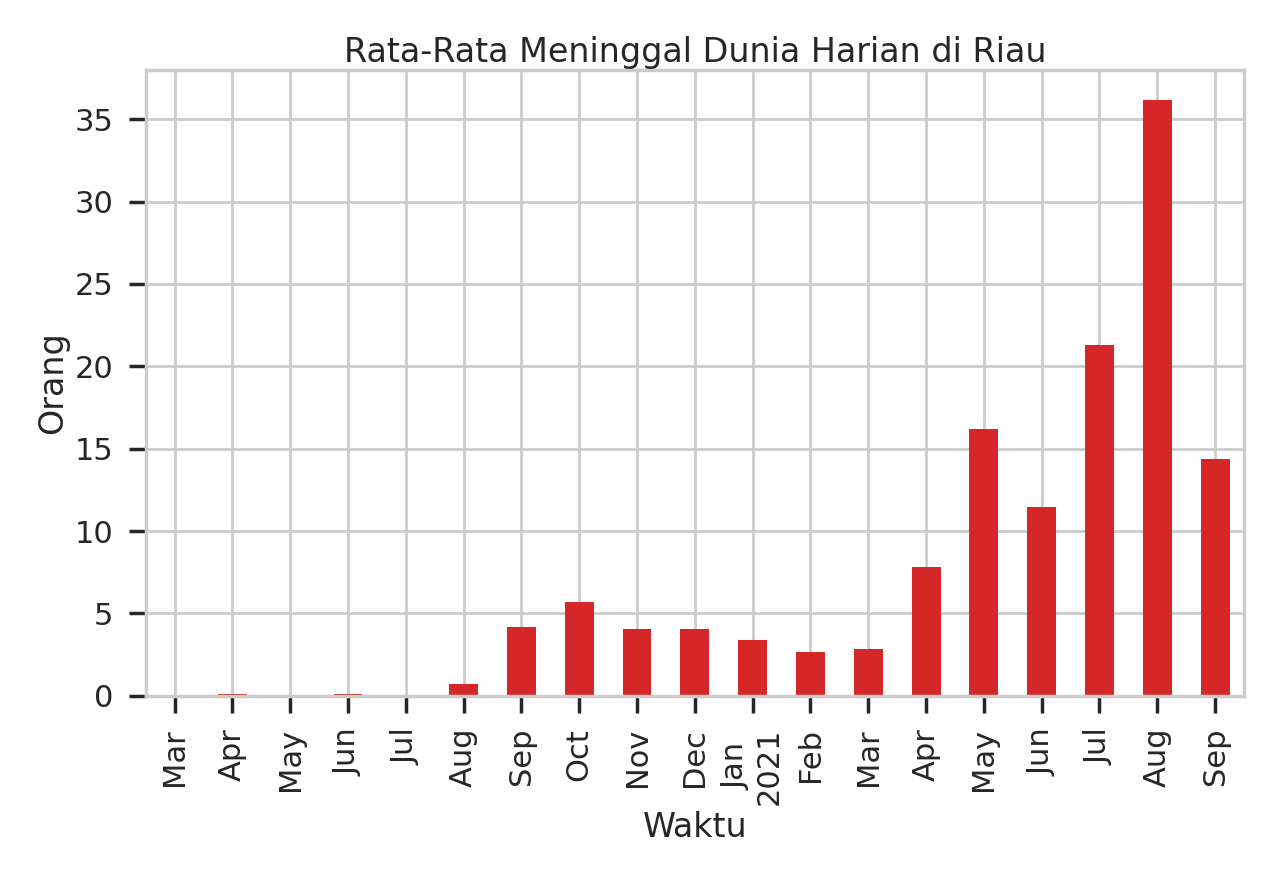 Rata-Rata Meninggal Dunia Harian di Riau
35
30
25
20
15
10
5
0
Orang
Mar
Apr
May
Jun
Jul
Aug
Sep
Oct
Nov
Dec
Jan
2021
Feb
Mar
Apr
May
Jun
Jul
Aug
Sep
Waktu